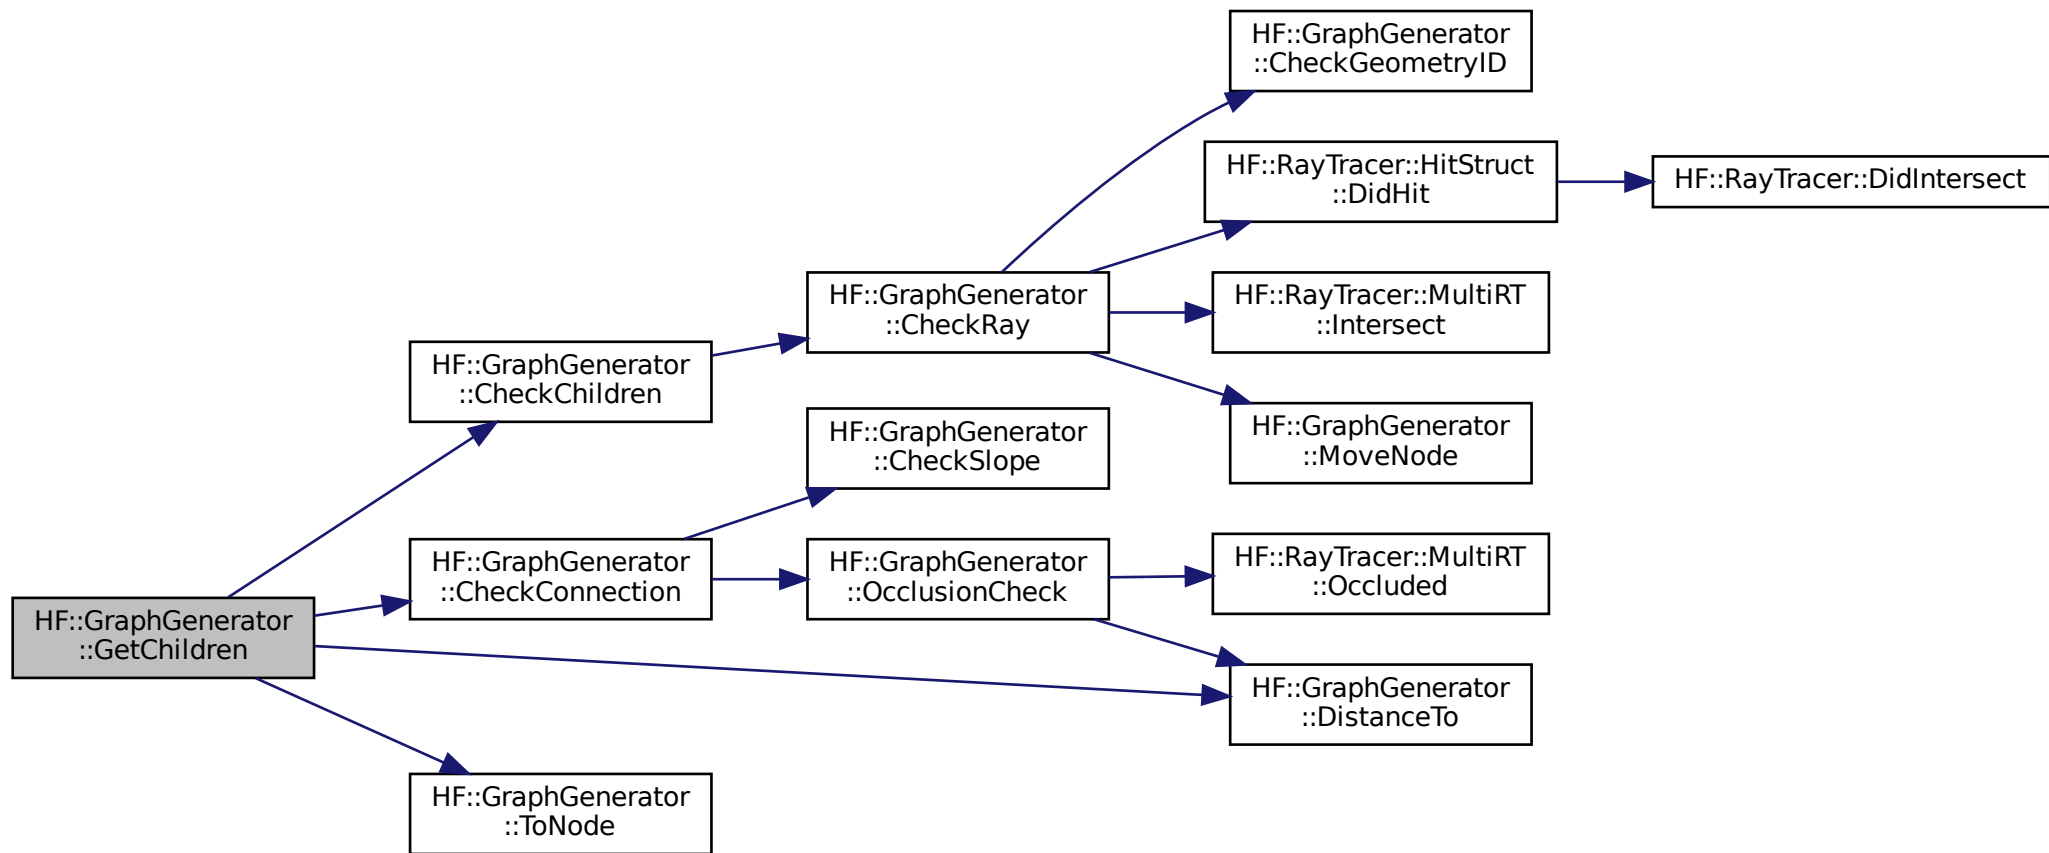 HF::GraphGenerator
::CheckGeometryID
HF::RayTracer::HitStruct
::DidHit
HF::RayTracer::DidIntersect
HF::GraphGenerator
::CheckRay
HF::RayTracer::MultiRT
::Intersect
HF::GraphGenerator
::CheckChildren
HF::GraphGenerator
::MoveNode
HF::GraphGenerator
::CheckSlope
HF::GraphGenerator
::CheckConnection
HF::GraphGenerator
::OcclusionCheck
HF::RayTracer::MultiRT
::Occluded
HF::GraphGenerator
::GetChildren
HF::GraphGenerator
::DistanceTo
HF::GraphGenerator
::ToNode